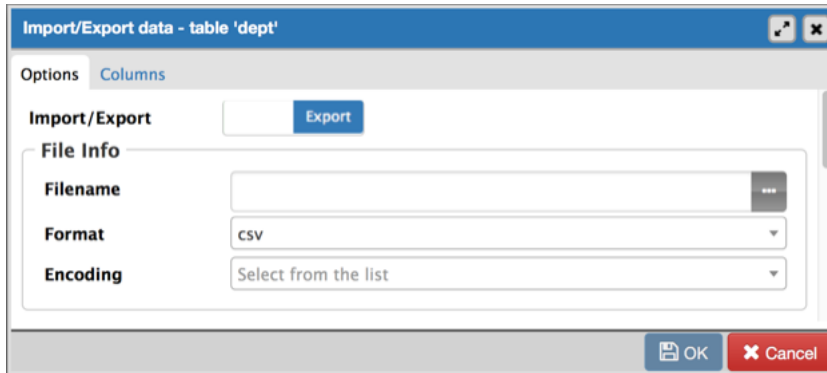 Import/Export data - table 'dept'
Options Columns
Import/Export Export
File Info
Filename
Format csv
Encoding Select from the list
OK Cancel